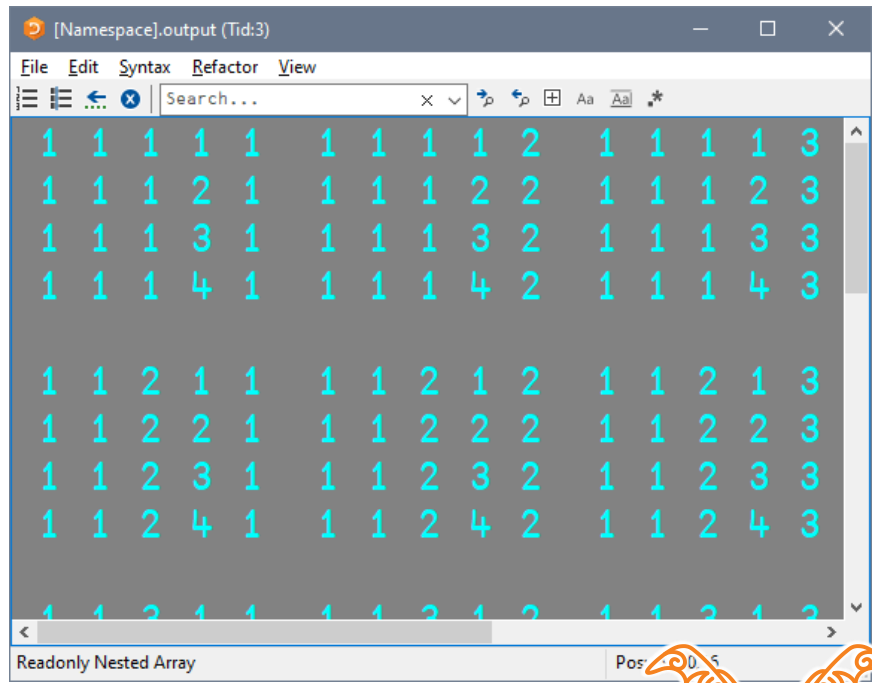 [Namespace].output (Tid:3)
File Edit Syntax Refactor View
Search... Aa Aa .*
1 1 1 1 1 1 1 1 1 2 1 1 1 1 3
1 1 1 2 1 1 1 1 2 2 1 1 1 2 3
1 1 1 3 1 1 1 1 3 2 1 1 1 3 3
1 1 1 4 1 1 1 1 4 2 1 1 1 4 3
1 1 2 1 1 1 1 2 1 2 1 1 2 1 3
1 1 2 2 1 1 1 2 2 2 1 1 2 2 3
1 1 2 3 1 1 1 2 3 2 1 1 2 3 3
1 1 2 4 1 1 1 2 4 2 1 1 2 4 3
Readonly Nested Array